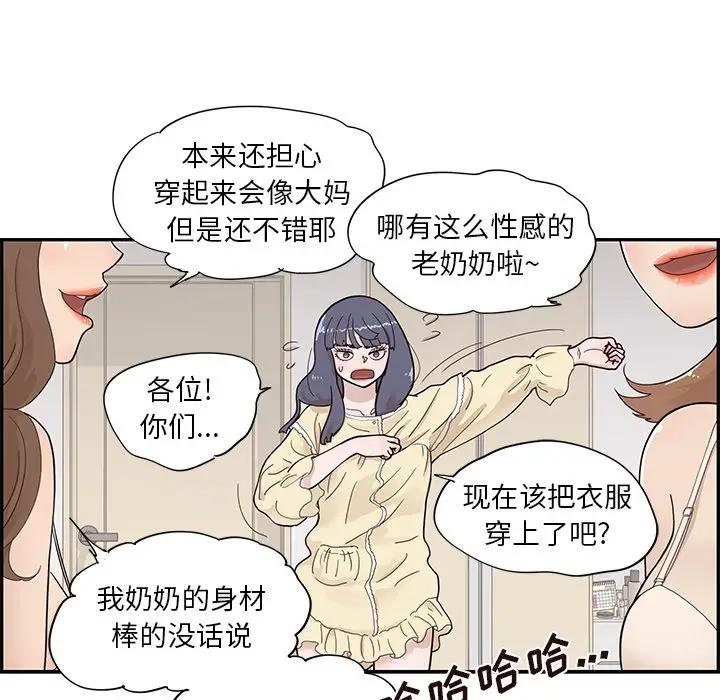 本来还担心
穿起来会像大妈
但是还不错耶
哪有这么性感的
老奶奶啦~
各位!
你们...
现在该把衣服
穿上了吧?
我奶奶的身材
棒的没话说
哈哈哈哈...